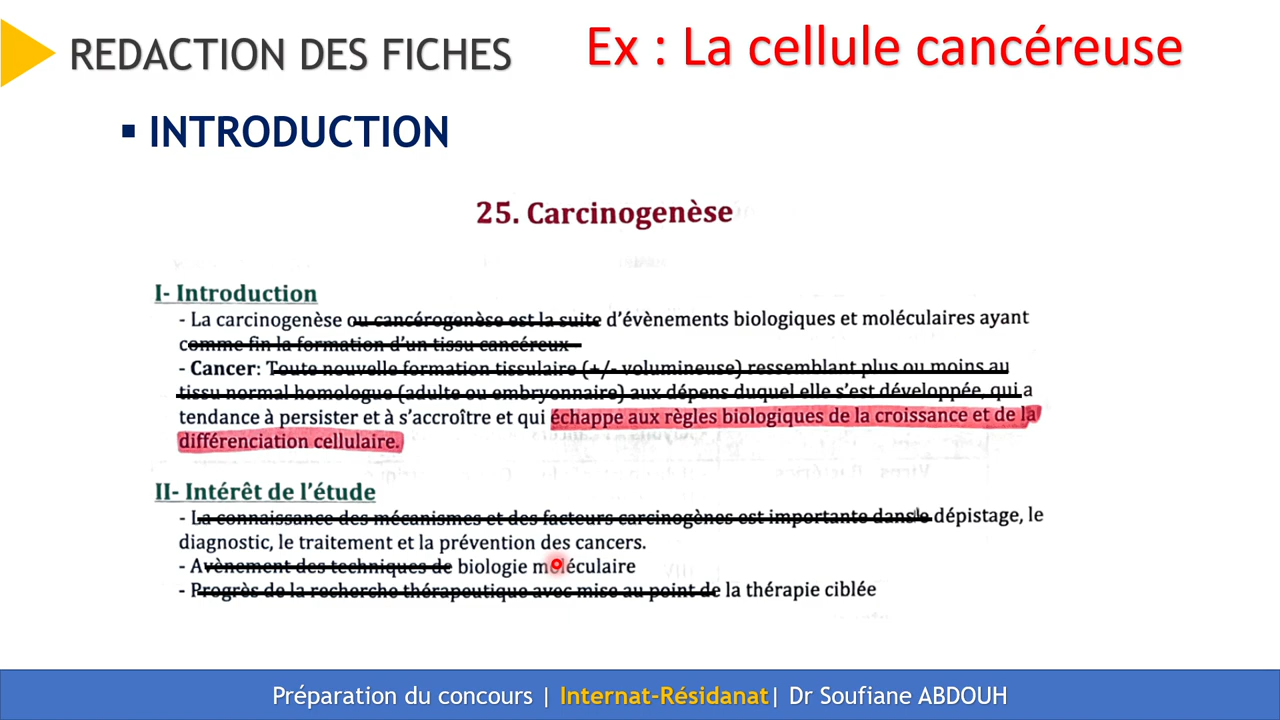 REDACTION DES FICHES
Ex : La cellule cancéreuse
▪ INTRODUCTION
25. Carcinogenèse
I- Introduction
- La carcinogenèse ou cancérogenèse est la suite d'évènements biologiques et moléculaires ayant
comme fin la formation d'un tissu cancéreux
- Cancer: Toute nouvelle formation tissulaire (+/- volumineuse) ressemblant plus ou moins au
tissu normal homologue (adulte ou embryonnaire) aux dépens duquel elle s'est développée, qui a
tendance à persister et à s'accroître et qui échappe aux règles biologiques de la croissance et de la
différenciation cellulaire.
II- Intérêt de l'étude
- La connaissance des mécanismes et des facteurs carcinogènes est importante dans le dépistage, le
diagnostic, le traitement et la prévention des cancers.
- Avènement des techniques de biologie moléculaire
- Progrès de la recherche thérapeutique avec mise au point de la thérapie ciblée
Préparation du concours | Internat-Résidanat| Dr Soufiane ABDOUH